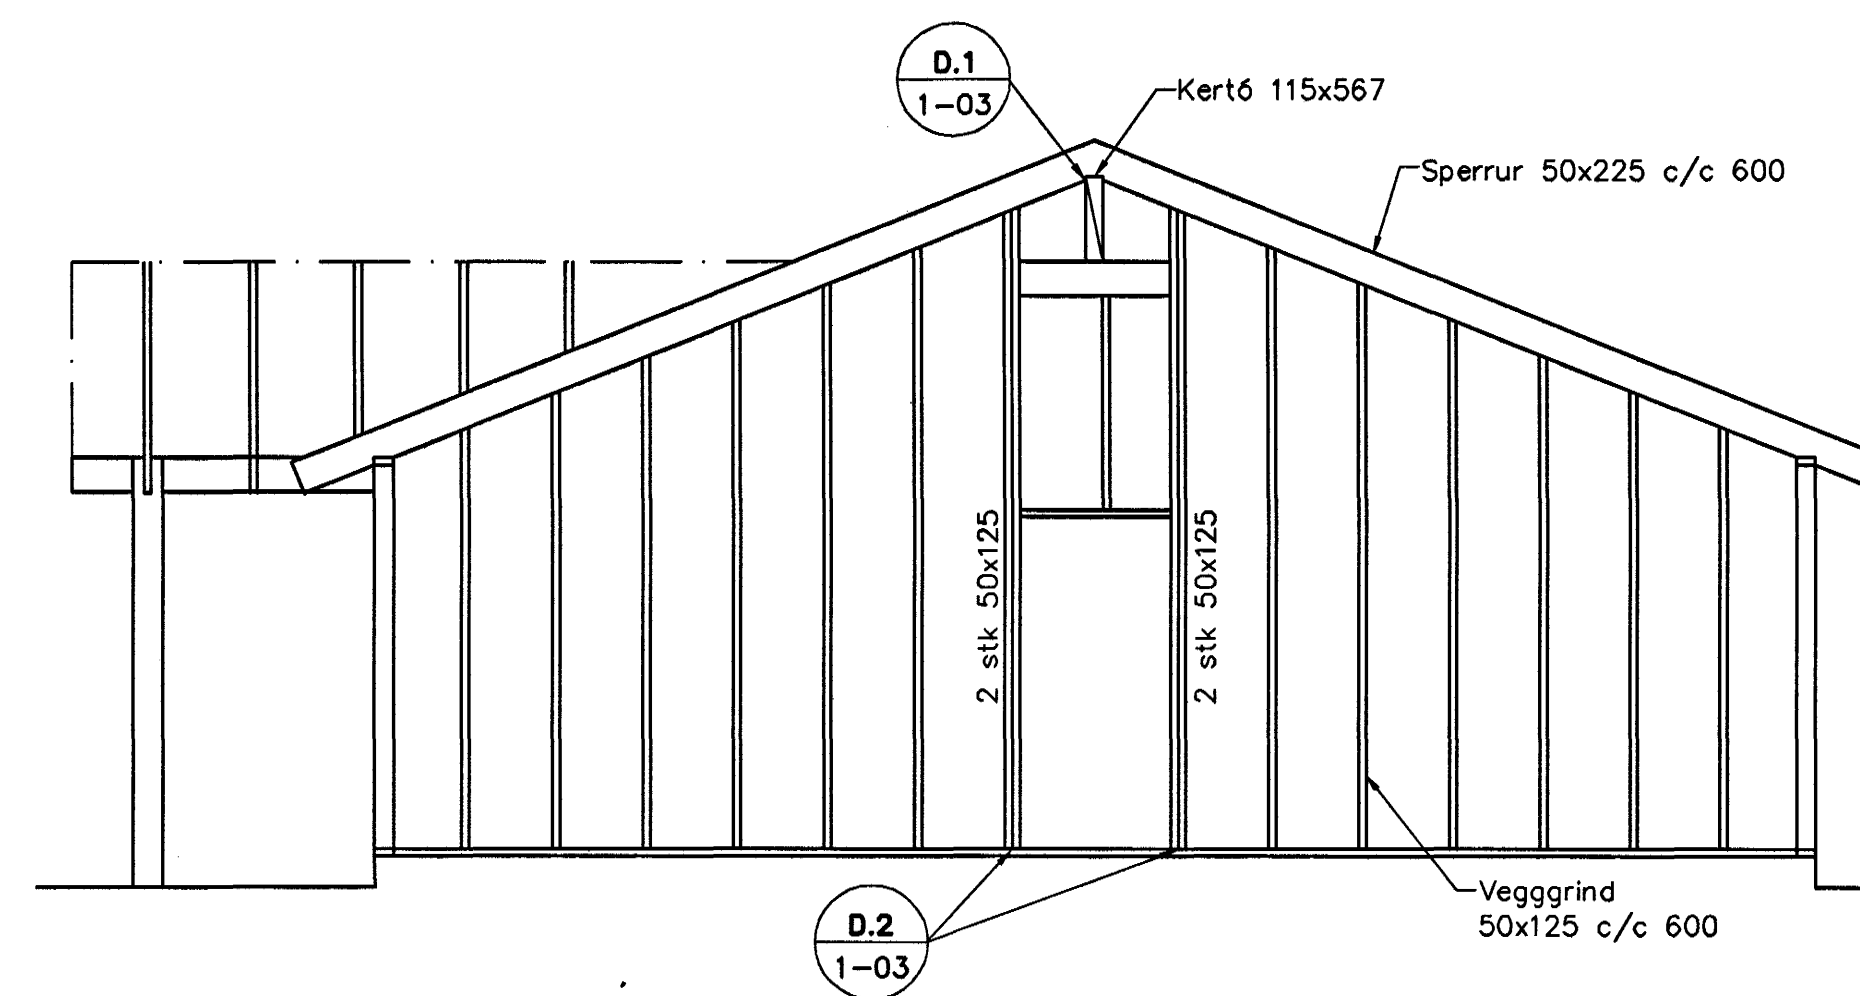 D.1
1-03
Kertó 115x567
Sperrur 50x225 c/c 600
2 stk 50x125
2 stk 50x125
Vegggrind
50x125 c/c 600
D.2
1-03